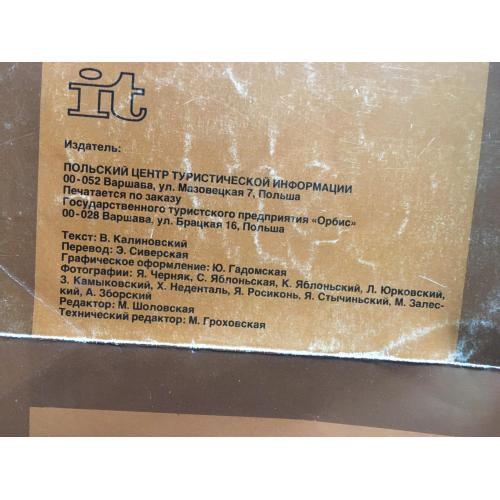 it
Издатель:
ПОЛЬСКИЙ ЦЕНТР ТУРИСТИЧЕСКОЙ ИНФОРМАЦИИ
00-052 Варшава, ул. Мазовецкая 7, Польша
Печатается по заказу
Государственного туристского предприятия «Орбис»
00-028 Варшава, ул. Брацкая 16, Польша
Текст: В. Калиновский
Перевод: Э. Сиверская
Графическое оформление: Ю. Гадомская
Фотографии: Я. Черняк, С. Яблоньская, К. Яблоньский, Л. Юрковский,
З. Камыковский, Х. Неденталь, Я. Росиконь, Я. Стычиньский, М. Залес-
кий, А. Зборский
Редактор: М. Шоловская
Технический редактор: М. Гроховская